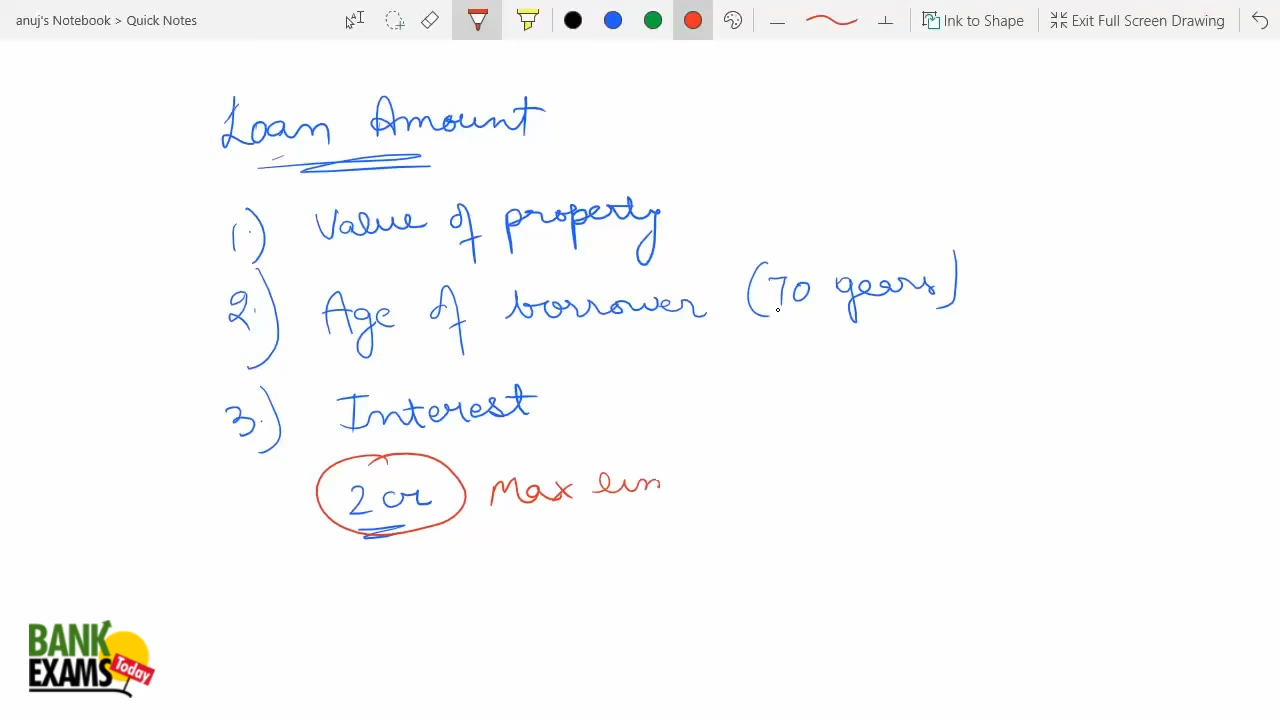 anuj's Notebook > Quick Notes
Ink to Shape
Exit Full Screen Drawing
Loan Amount
1.) Value of property
2.) Age of borrower (70 years)
3.) Interest
2 cr Max lim
BANK
EXAMS
Today